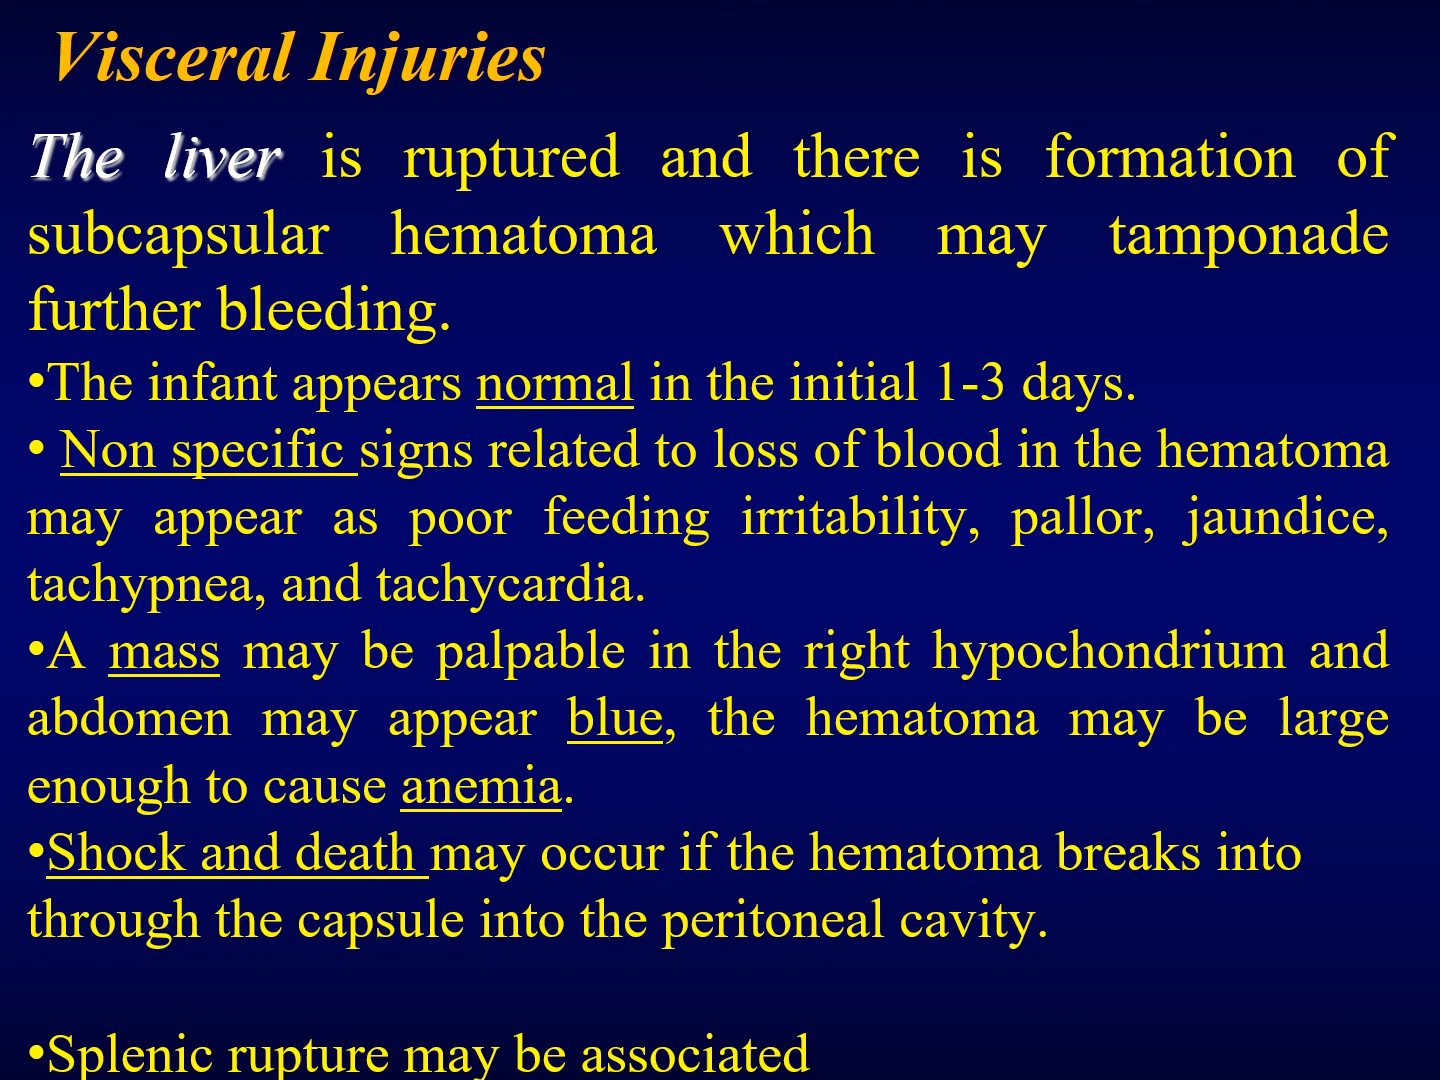 Visceral Injuries
The liver is ruptured and there is formation of
subcapsular hematoma which may tamponade
further bleeding.
•The infant appears normal in the initial 1-3 days.
• Non specific signs related to loss of blood in the hematoma
may appear as poor feeding irritability, pallor, jaundice,
tachypnea, and tachycardia.
•A mass may be palpable in the right hypochondrium and
abdomen may appear blue, the hematoma may be large
enough to cause anemia.
•Shock and death may occur if the hematoma breaks into
through the capsule into the peritoneal cavity.
•Splenic rupture may be associated